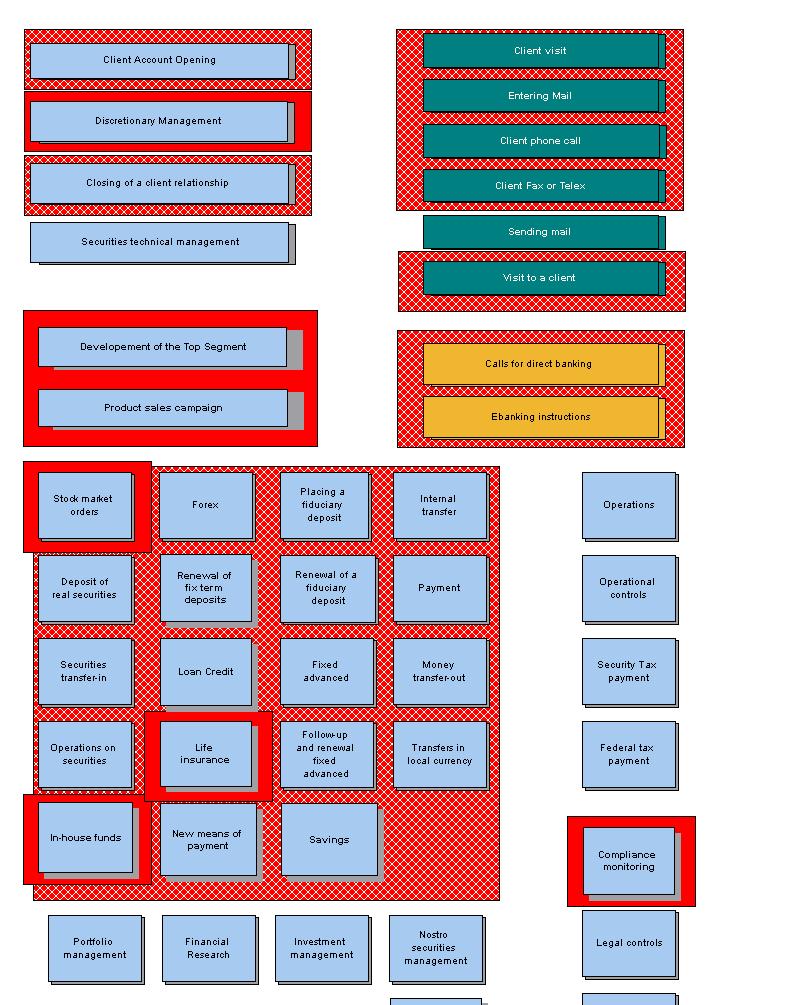 Client Account Opening
Discretionary Management
Closing of a client relationship
Securities technical management
Client visit
Entering Mail
Client phone call
Client Fax or Telex
Sending mail
Visit to a client
Developement of the Top Segment
Product sales campaign
Calls for direct banking
Ebanking instructions
Stock market
orders
Forex
Placing a
fiduciary
deposit
Internal
transfer
Operations
Deposit of
real securities
Renewal of
fix term
deposits
Renewal of a
fiduciary
deposit
Payment
Operational
controls
Securities
transfer-in
Loan Credit
Fixed
advanced
Money
transfer-out
Security Tax
payment
Operations on
securities
Life
insurance
Follow-up
and renewal
fixed
advanced
Transfers in
local currency
Federal tax
payment
In-house funds
New means of
payment
Savings
Compliance
monitoring
Portfolio
management
Financial
Research
Investment
management
Nostro
securities
management
Legal controls